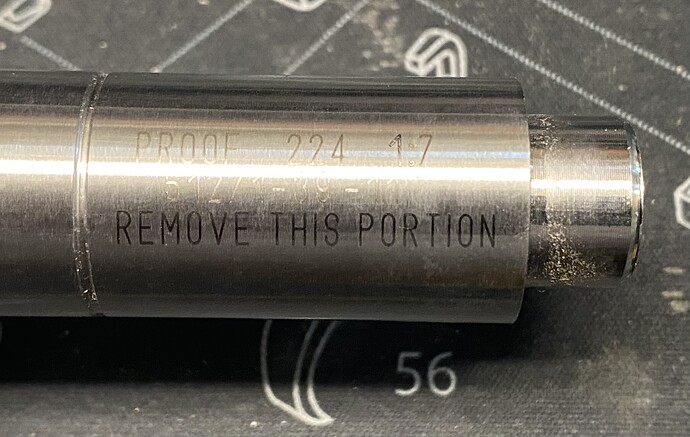 PROOF 224 1:7
REMOVE THIS PORTION
56